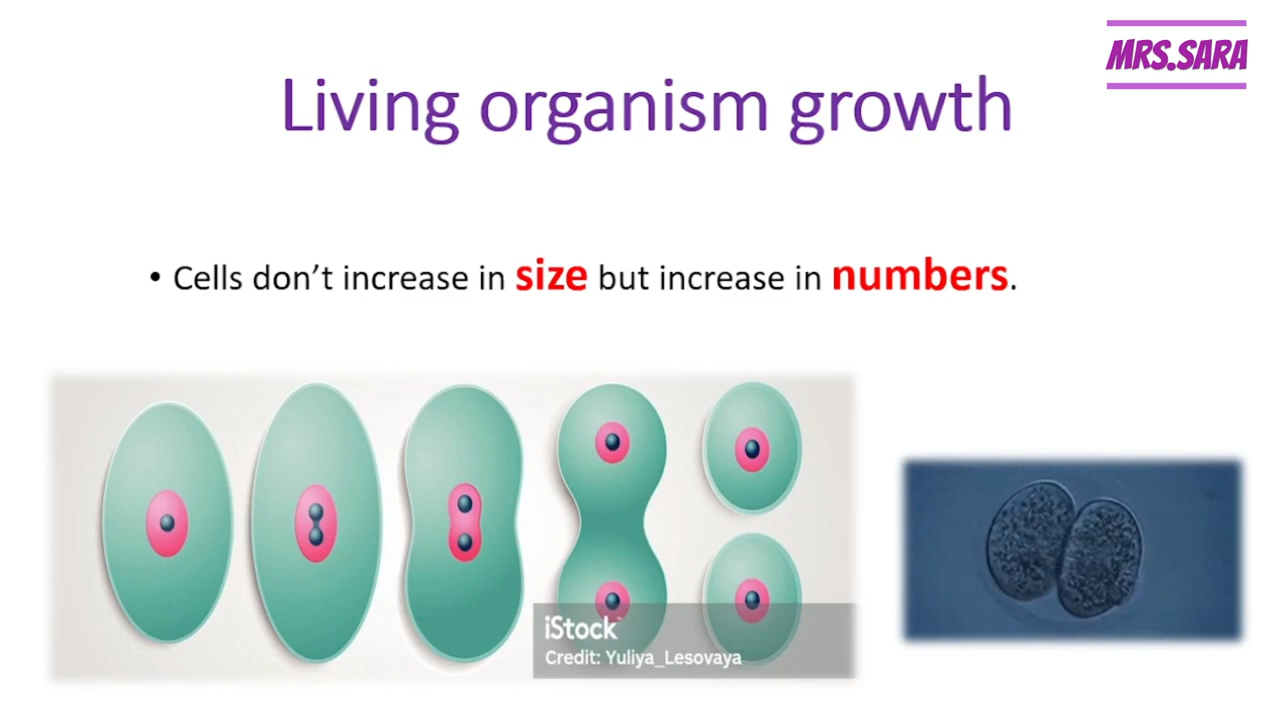 MRS.SARA
Living organism growth
• Cells don’t increase in size but increase in numbers.
iStock
Credit: Yuliya_Lesovaya